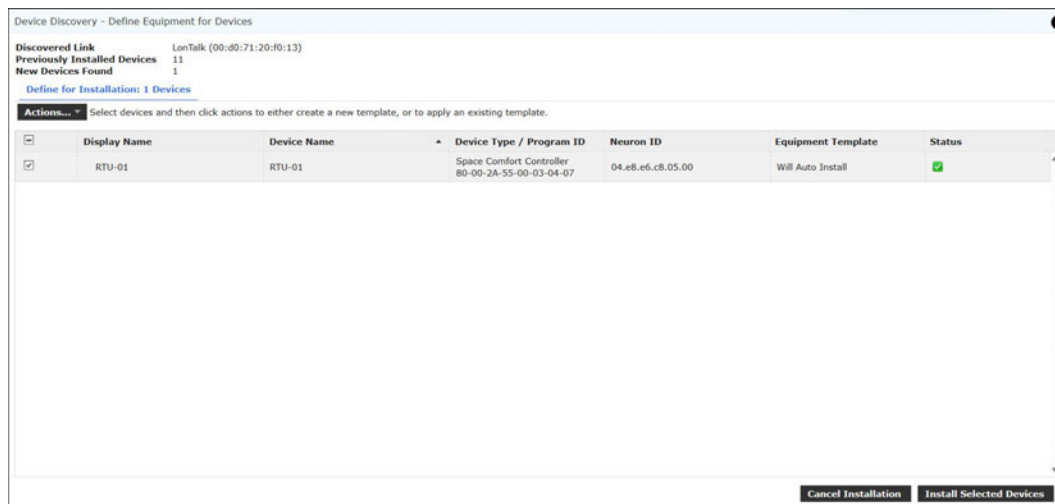 Device Discovery - Define Equipment for Devices
Discovered Link LonTalk (00:d0:71:20:f0:13)
Previously Installed Devices 11
New Devices Found 1
Define for Installation: 1 Devices
Actions... Select devices and then click actions to either create a new template, or to apply an existing template.
Display Name Device Name Device Type / Program ID Neuron ID Equipment Template Status
RTU-01 RTU-01 Space Comfort Controller 04.e8.e6.c8.05.00 Will Auto Install
80-00-2A-55-00-03-04-07
Cancel Installation Install Selected Devices